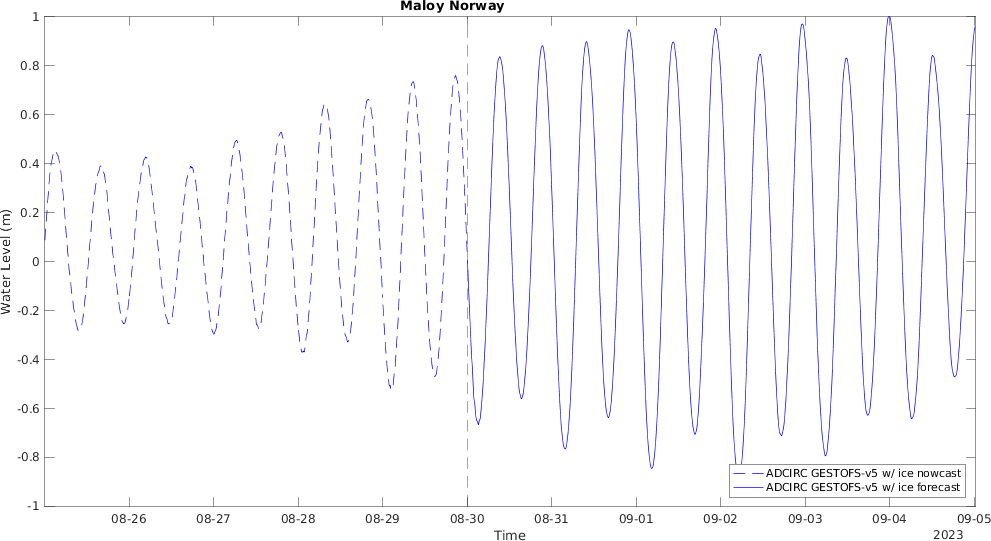 Maloy Norway
1
0.8
0.6
0.4
0.2
0
-0.2
-0.4
-0.6
-0.8
-1
Water Level (m)
ADCIRC GESTOFS-v5 w/ ice nowcast
ADCIRC GESTOFS-v5 w/ ice forecast
08-26 08-27 08-28 08-29 08-30 08-31 09-01 09-02 09-03 09-04 09-05
Time
2023